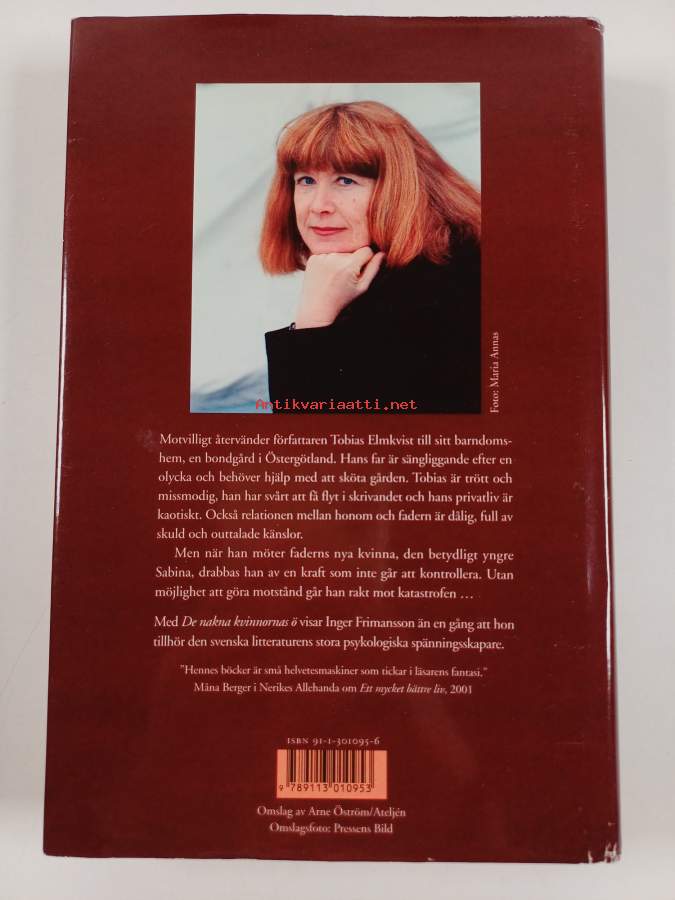 Foto: Maria Annas
Antikvariaatti.net
Motvilligt återvänder författaren Tobias Elmkvist till sitt barndoms-
hem, en bondgård i Östergötland. Hans far är sängliggande efter en
olycka och behöver hjälp med att sköta gården. Tobias är trött och
missmodig, han har svårt att få flyt i skrivandet och hans privatliv är
kaotiskt. Också relationen mellan honom och fadern är dålig, full av
skuld och outtalade känslor.
Men när han möter faderns nya kvinna, den betydligt yngre
Sabina, drabbas han av en kraft som inte går att kontrollera. Utan
möjlighet att göra motstånd går han rakt mot katastrofen …
Med De nakna kvinnornas ö visar Inger Frimansson än en gång att hon
tillhör den svenska litteraturens stora psykologiska spänningsskapare.
"Hennes böcker är små helvetesmaskiner som tickar i läsarens fantasi."
Måna Berger i Nerikes Allehanda om Ett mycket bättre liv, 2001
ISBN 91-1-301095-6
9 789113 010953
Omslag av Arne Öström/Ateljén
Omslagsfoto: Pressens Bild